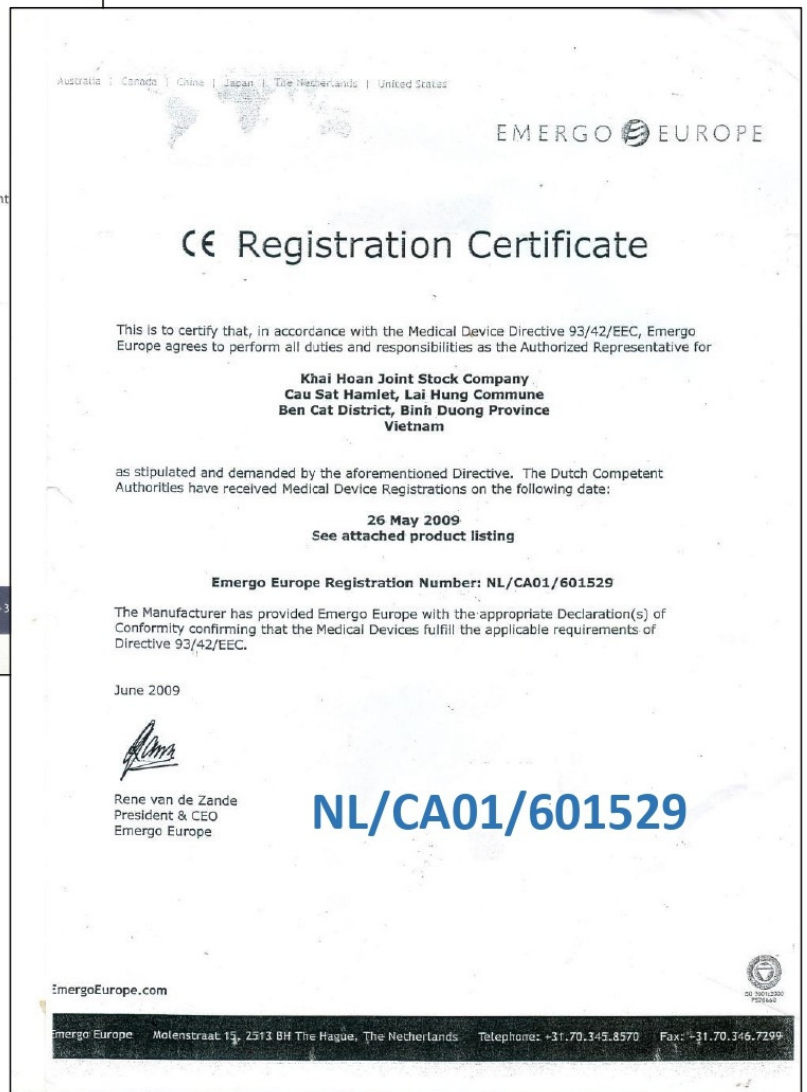 Australia | Canada | China | Japan | The Netherlands | United States
EMERGO EUROPE
CE Registration Certificate
This is to certify that, in accordance with the Medical Device Directive 93/42/EEC, Emergo
Europe agrees to perform all duties and responsibilities as the Authorized Representative for
Khai Hoan Joint Stock Company
Cau Sat Hamlet, Lai Hung Commune
Ben Cat District, Binh Duong Province
Vietnam
as stipulated and demanded by the aforementioned Directive. The Dutch Competent
Authorities have received Medical Device Registrations on the following date:
26 May 2009
See attached product listing
Emergo Europe Registration Number: NL/CA01/601529
The Manufacturer has provided Emergo Europe with the appropriate Declaration(s) of
Conformity confirming that the Medical Devices fulfill the applicable requirements of
Directive 93/42/EEC.
June 2009
Rene van de Zande
President & CEO
Emergo Europe
NL/CA01/601529
EmergoEurope.com
Emergo Europe Molenstraat 15, 2513 BH The Hague, The Netherlands Telephone: +31.70.345.8570 Fax: +31.70.346.7299